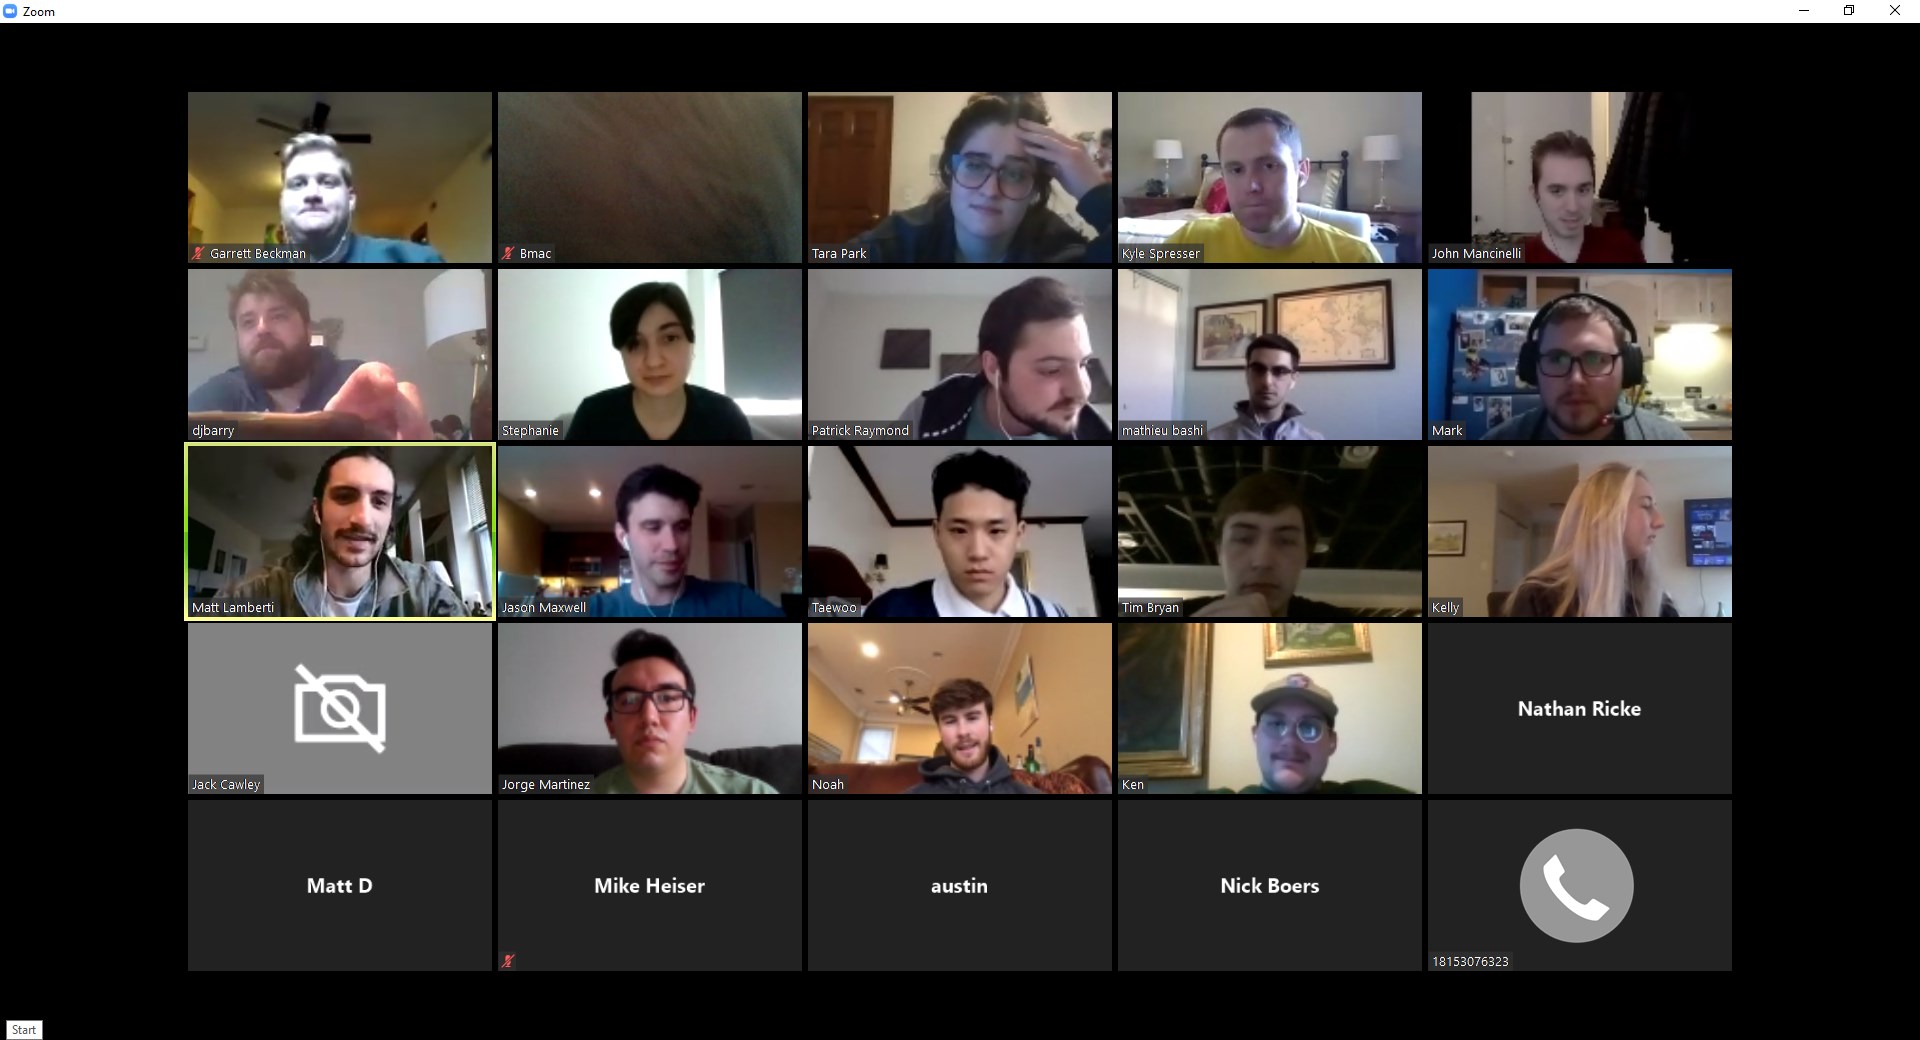 Zoom
Garrett Beckman
Bmac
Tara Park
Kyle Spresser
John Mancinelli
djbarry
Stephanie
Patrick Raymond
mathieu bashi
Mark
Matt Lamberti
Jason Maxwell
Taewoo
Tim Bryan
Kelly
Jack Cawley
Jorge Martinez
Noah
Ken
Nathan Ricke
Matt D
Mike Heiser
austin
Nick Boers
18153076323
Start